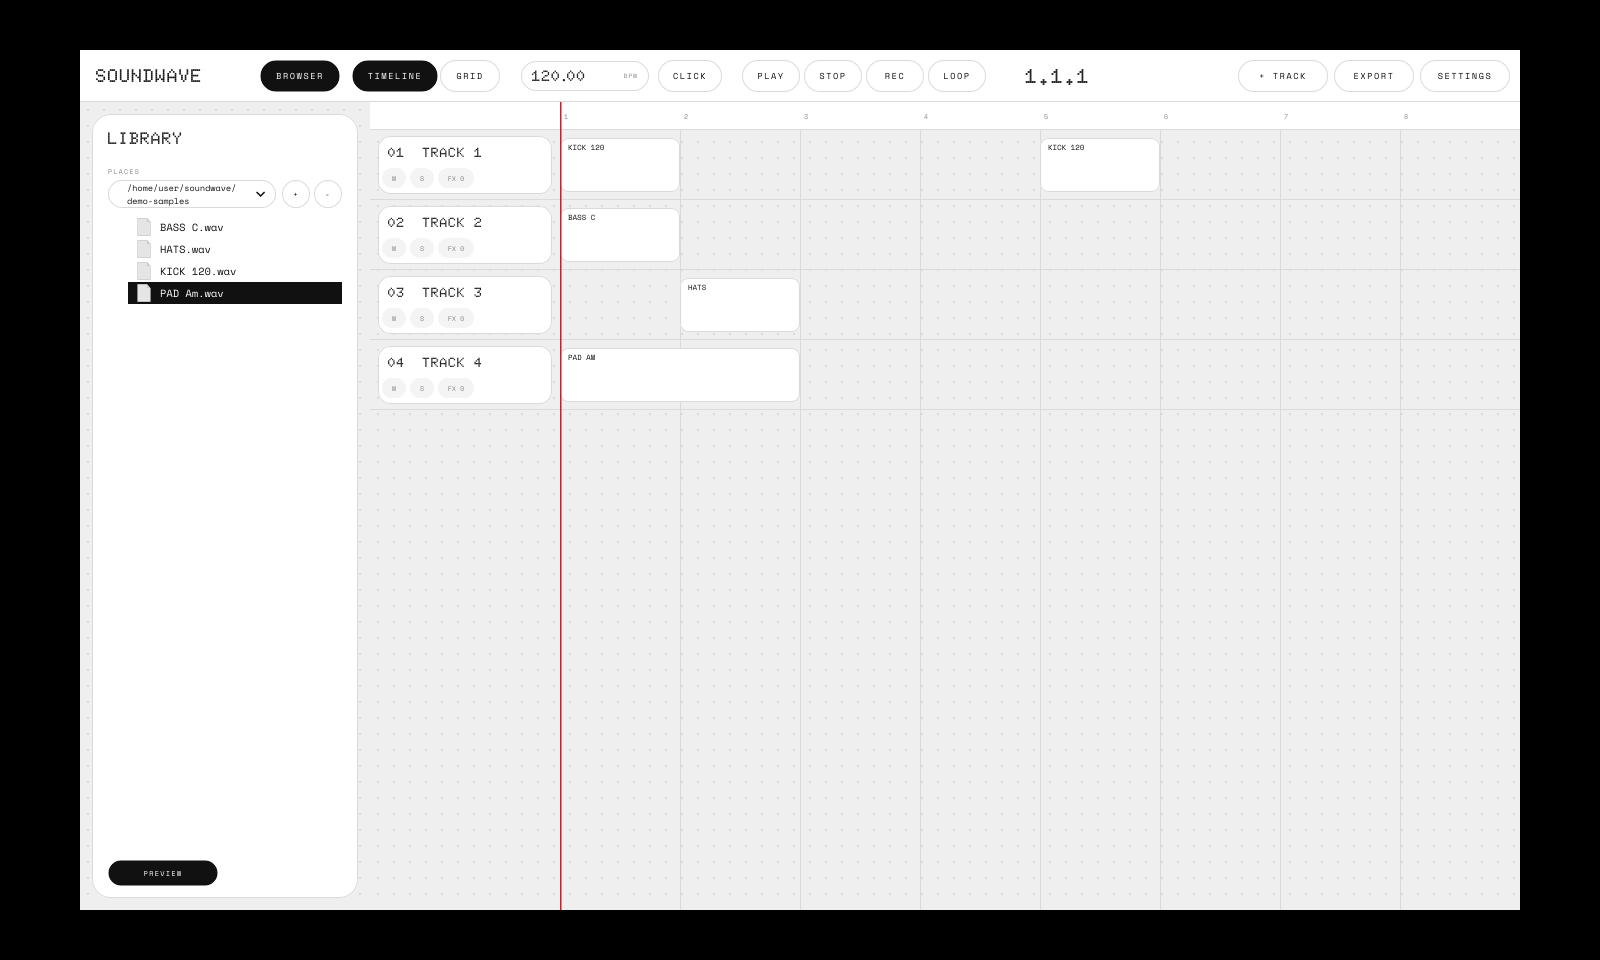 SOUNDWAVE BROWSER TIMELINE GRID 120.00 BPM CLICK PLAY STOP REC LOOP 1.1.1 + TRACK EXPORT SETTINGS
LIBRARY
PLACES
/home/user/soundwave/
demo-samples
+ -
BASS C.wav
HATS.wav
KICK 120.wav
PAD Am.wav
PREVIEW
1 2 3 4 5 6 7 8
01 TRACK 1
M S FX 0
KICK 120
KICK 120
02 TRACK 2
M S FX 0
BASS C
03 TRACK 3
M S FX 0
HATS
04 TRACK 4
M S FX 0
PAD AM